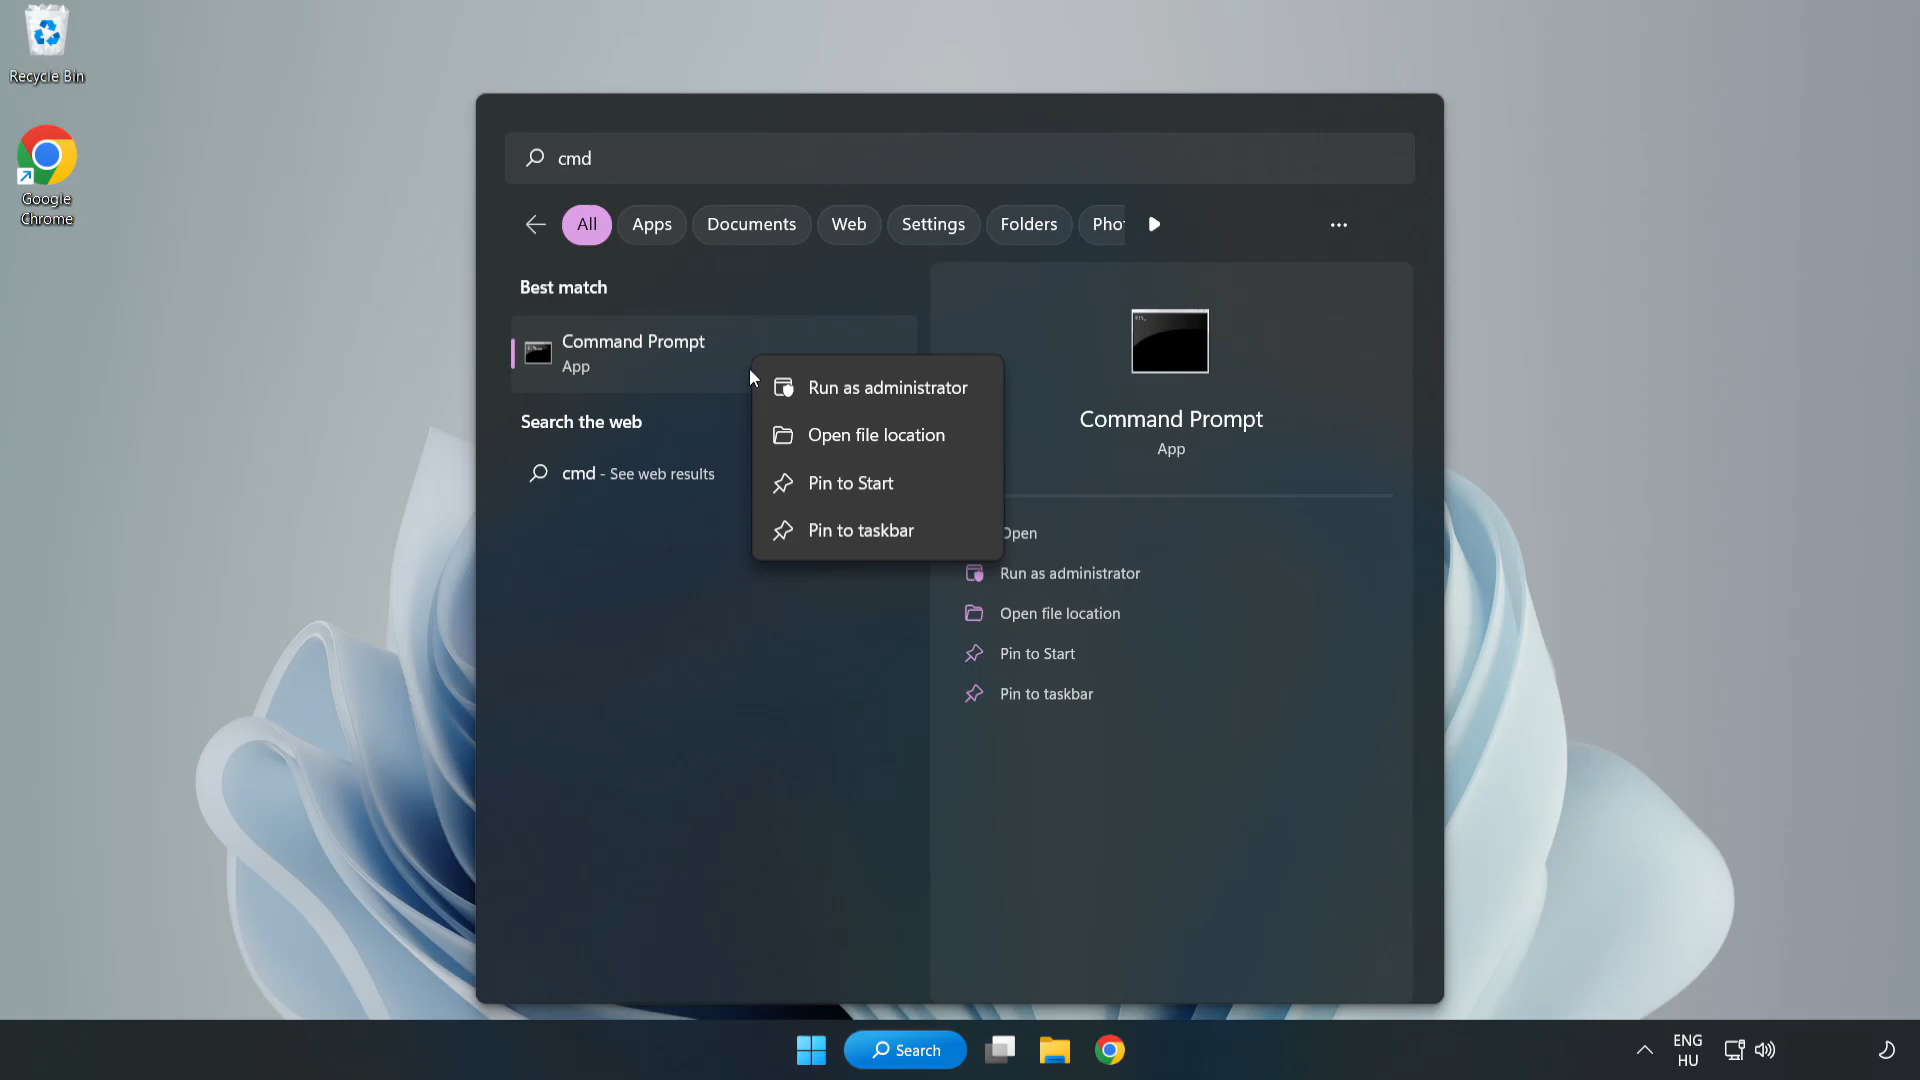 Recycle Bin
Google
Chrome
cmd
All
Apps
Documents
Web
Settings
Folders
Best match
Command Prompt
App
Search the web
cmd - See web results
Run as administrator
Open file location
Pin to Start
Pin to taskbar
Command Prompt
App
Open
Run as administrator
Open file location
Pin to Start
Pin to taskbar
Search
ENG
HU